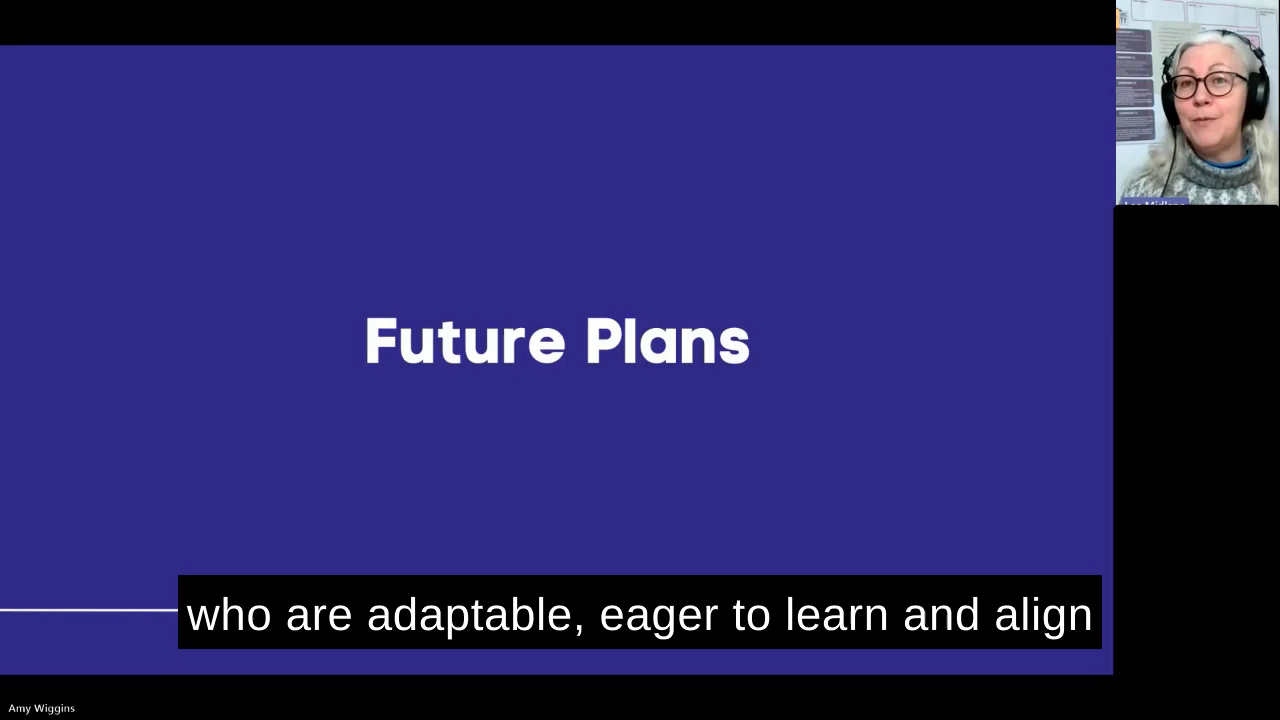 Future Plans
who are adaptable, eager to learn and align
Amy Wiggins